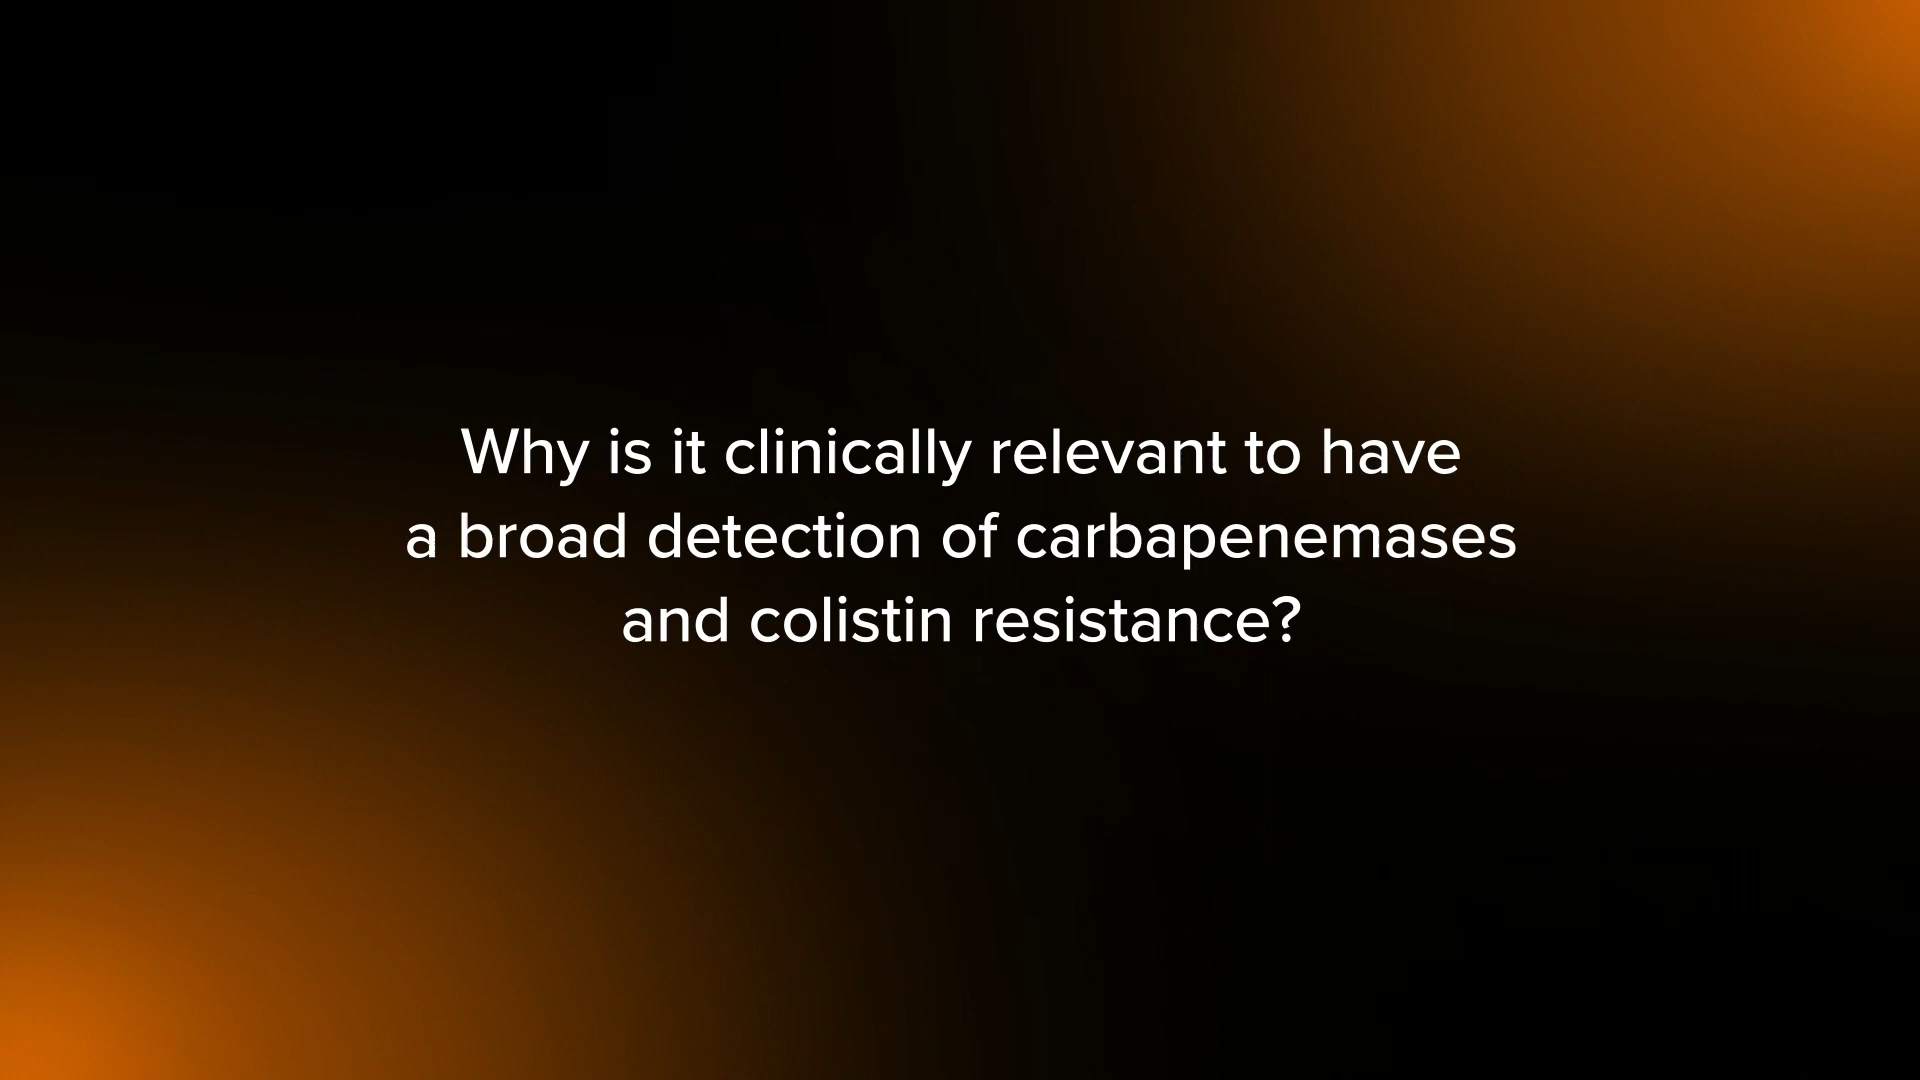 Why is it clinically relevant to have
a broad detection of carbapenemases
and colistin resistance?